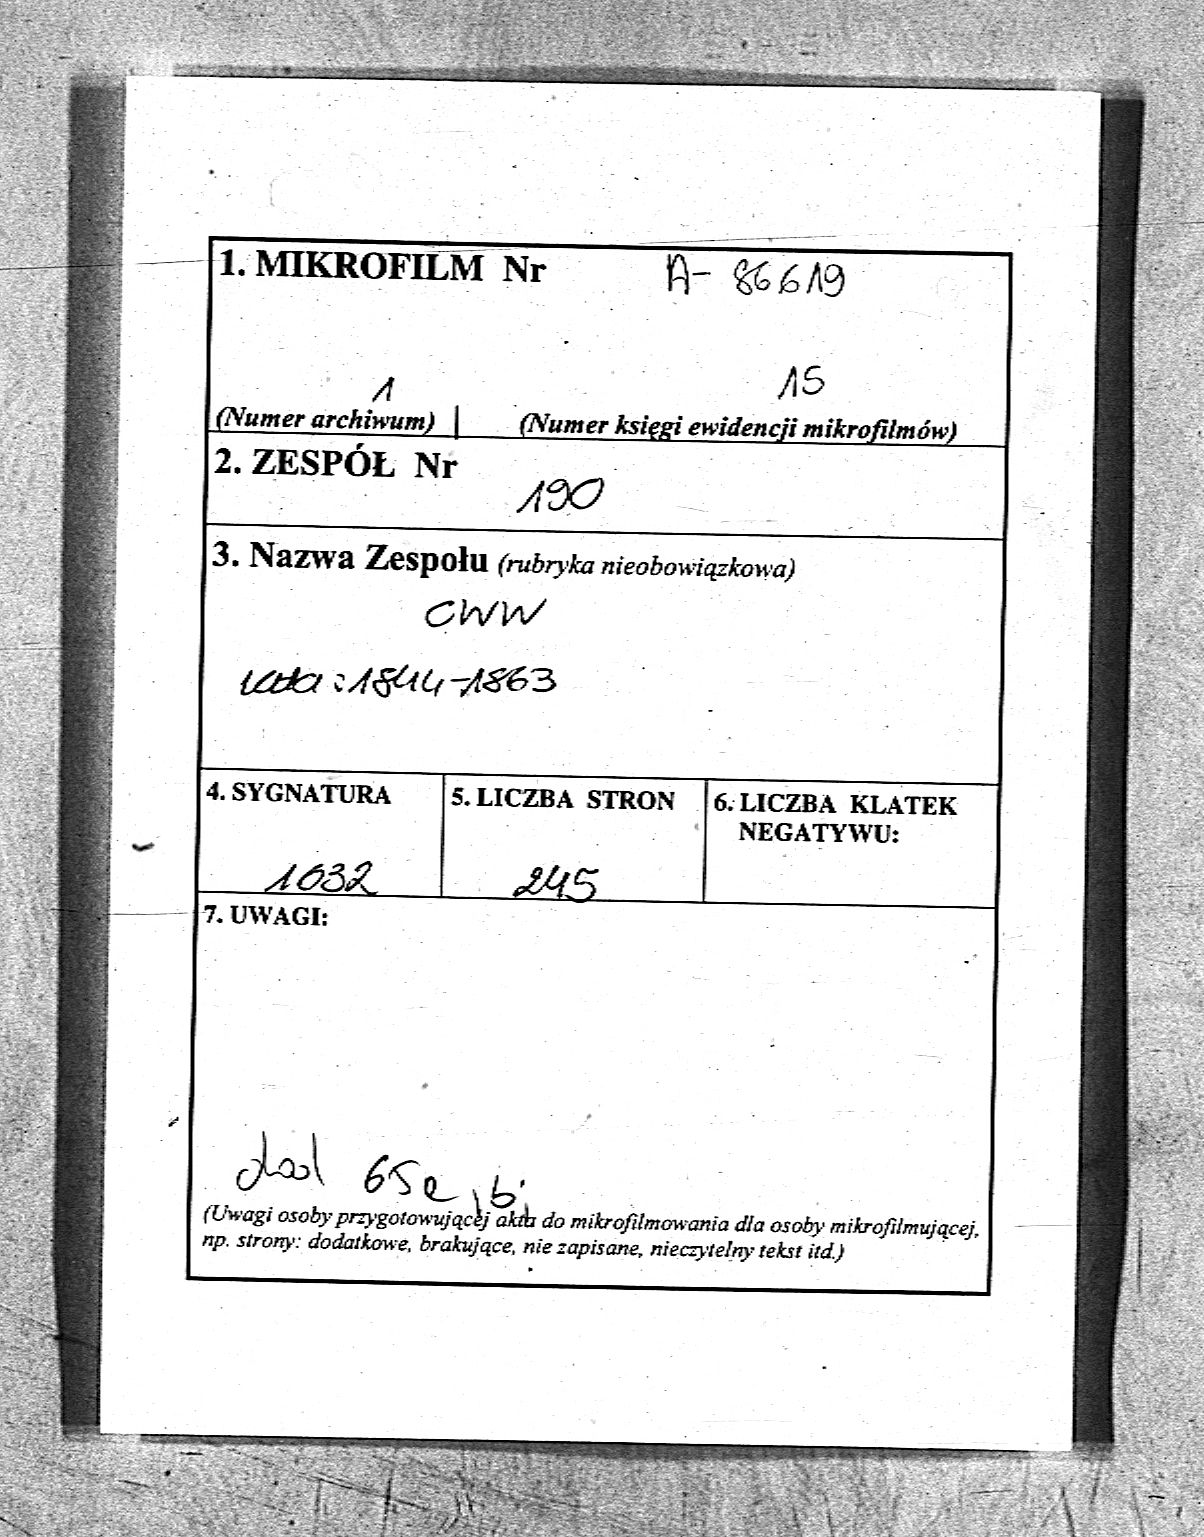 1. MIKROFILM Nr A- 86619
1 15
(Numer archiwum) (Numer księgi ewidencji mikrofilmów)
2. ZESPÓŁ Nr
190
3. Nazwa Zespołu (rubryka nieobowiązkowa)
CWW
lata : 1844-1863
4. SYGNATURA 5. LICZBA STRON 6. LICZBA KLATEK
NEGATYWU:
1032 245
7. UWAGI:
dod 65a, b,
(Uwagi osoby przygotowującej akta do mikrofilmowania dla osoby mikrofilmującej,
np. strony: dodatkowe, brakujące, nie zapisane, nieczytelny tekst itd.)